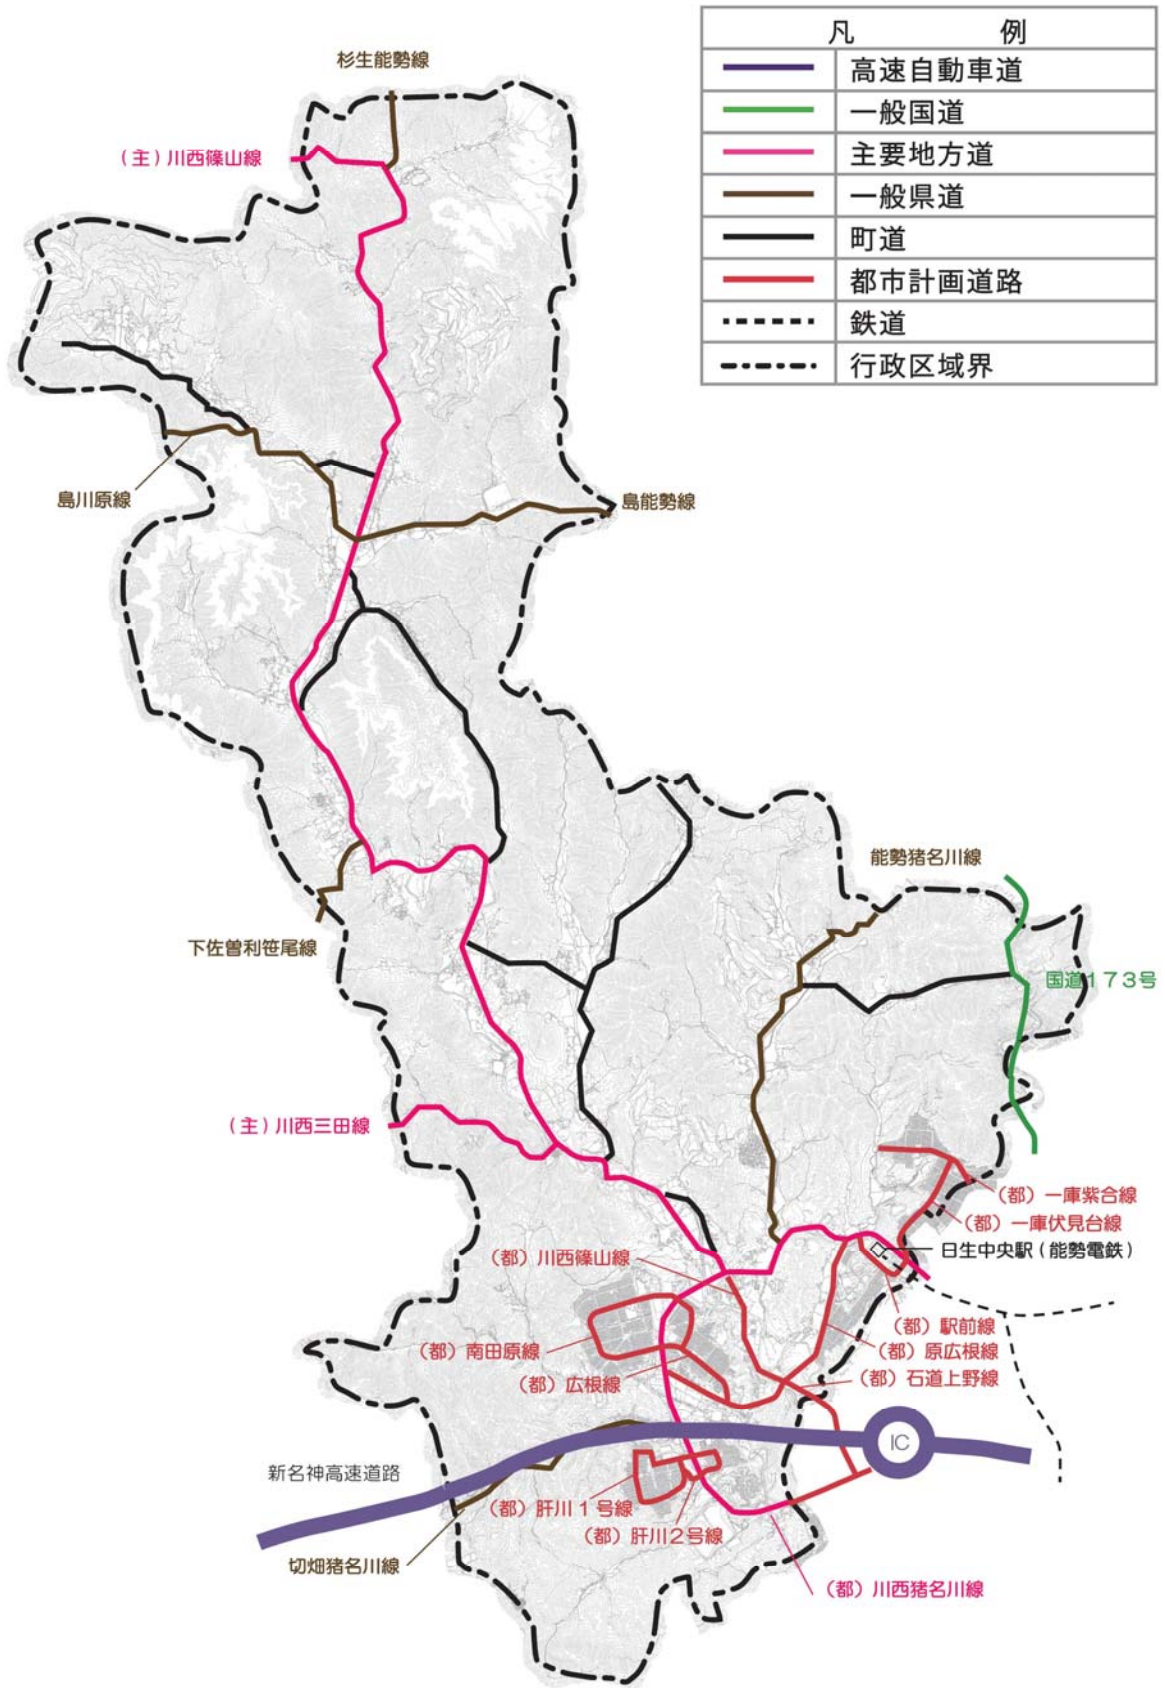 凡 例
高速自動車道
一般国道
主要地方道
一般県道
町道
都市計画道路
鉄道
行政区域界
杉生能勢線
(主)川西篠山線
島川原線
島能勢線
能勢猪名川線
下佐曽利笹尾線
国道173号
(主)川西三田線
(都)一庫紫合線
(都)一庫伏見台線
日生中央駅(能勢電鉄)
(都)川西篠山線
(都)駅前線
(都)南田原線
(都)原広根線
(都)広根線
(都)石道上野線
IC
新名神高速道路
(都)肝川1号線
(都)肝川2号線
切畑猪名川線
(都)川西猪名川線